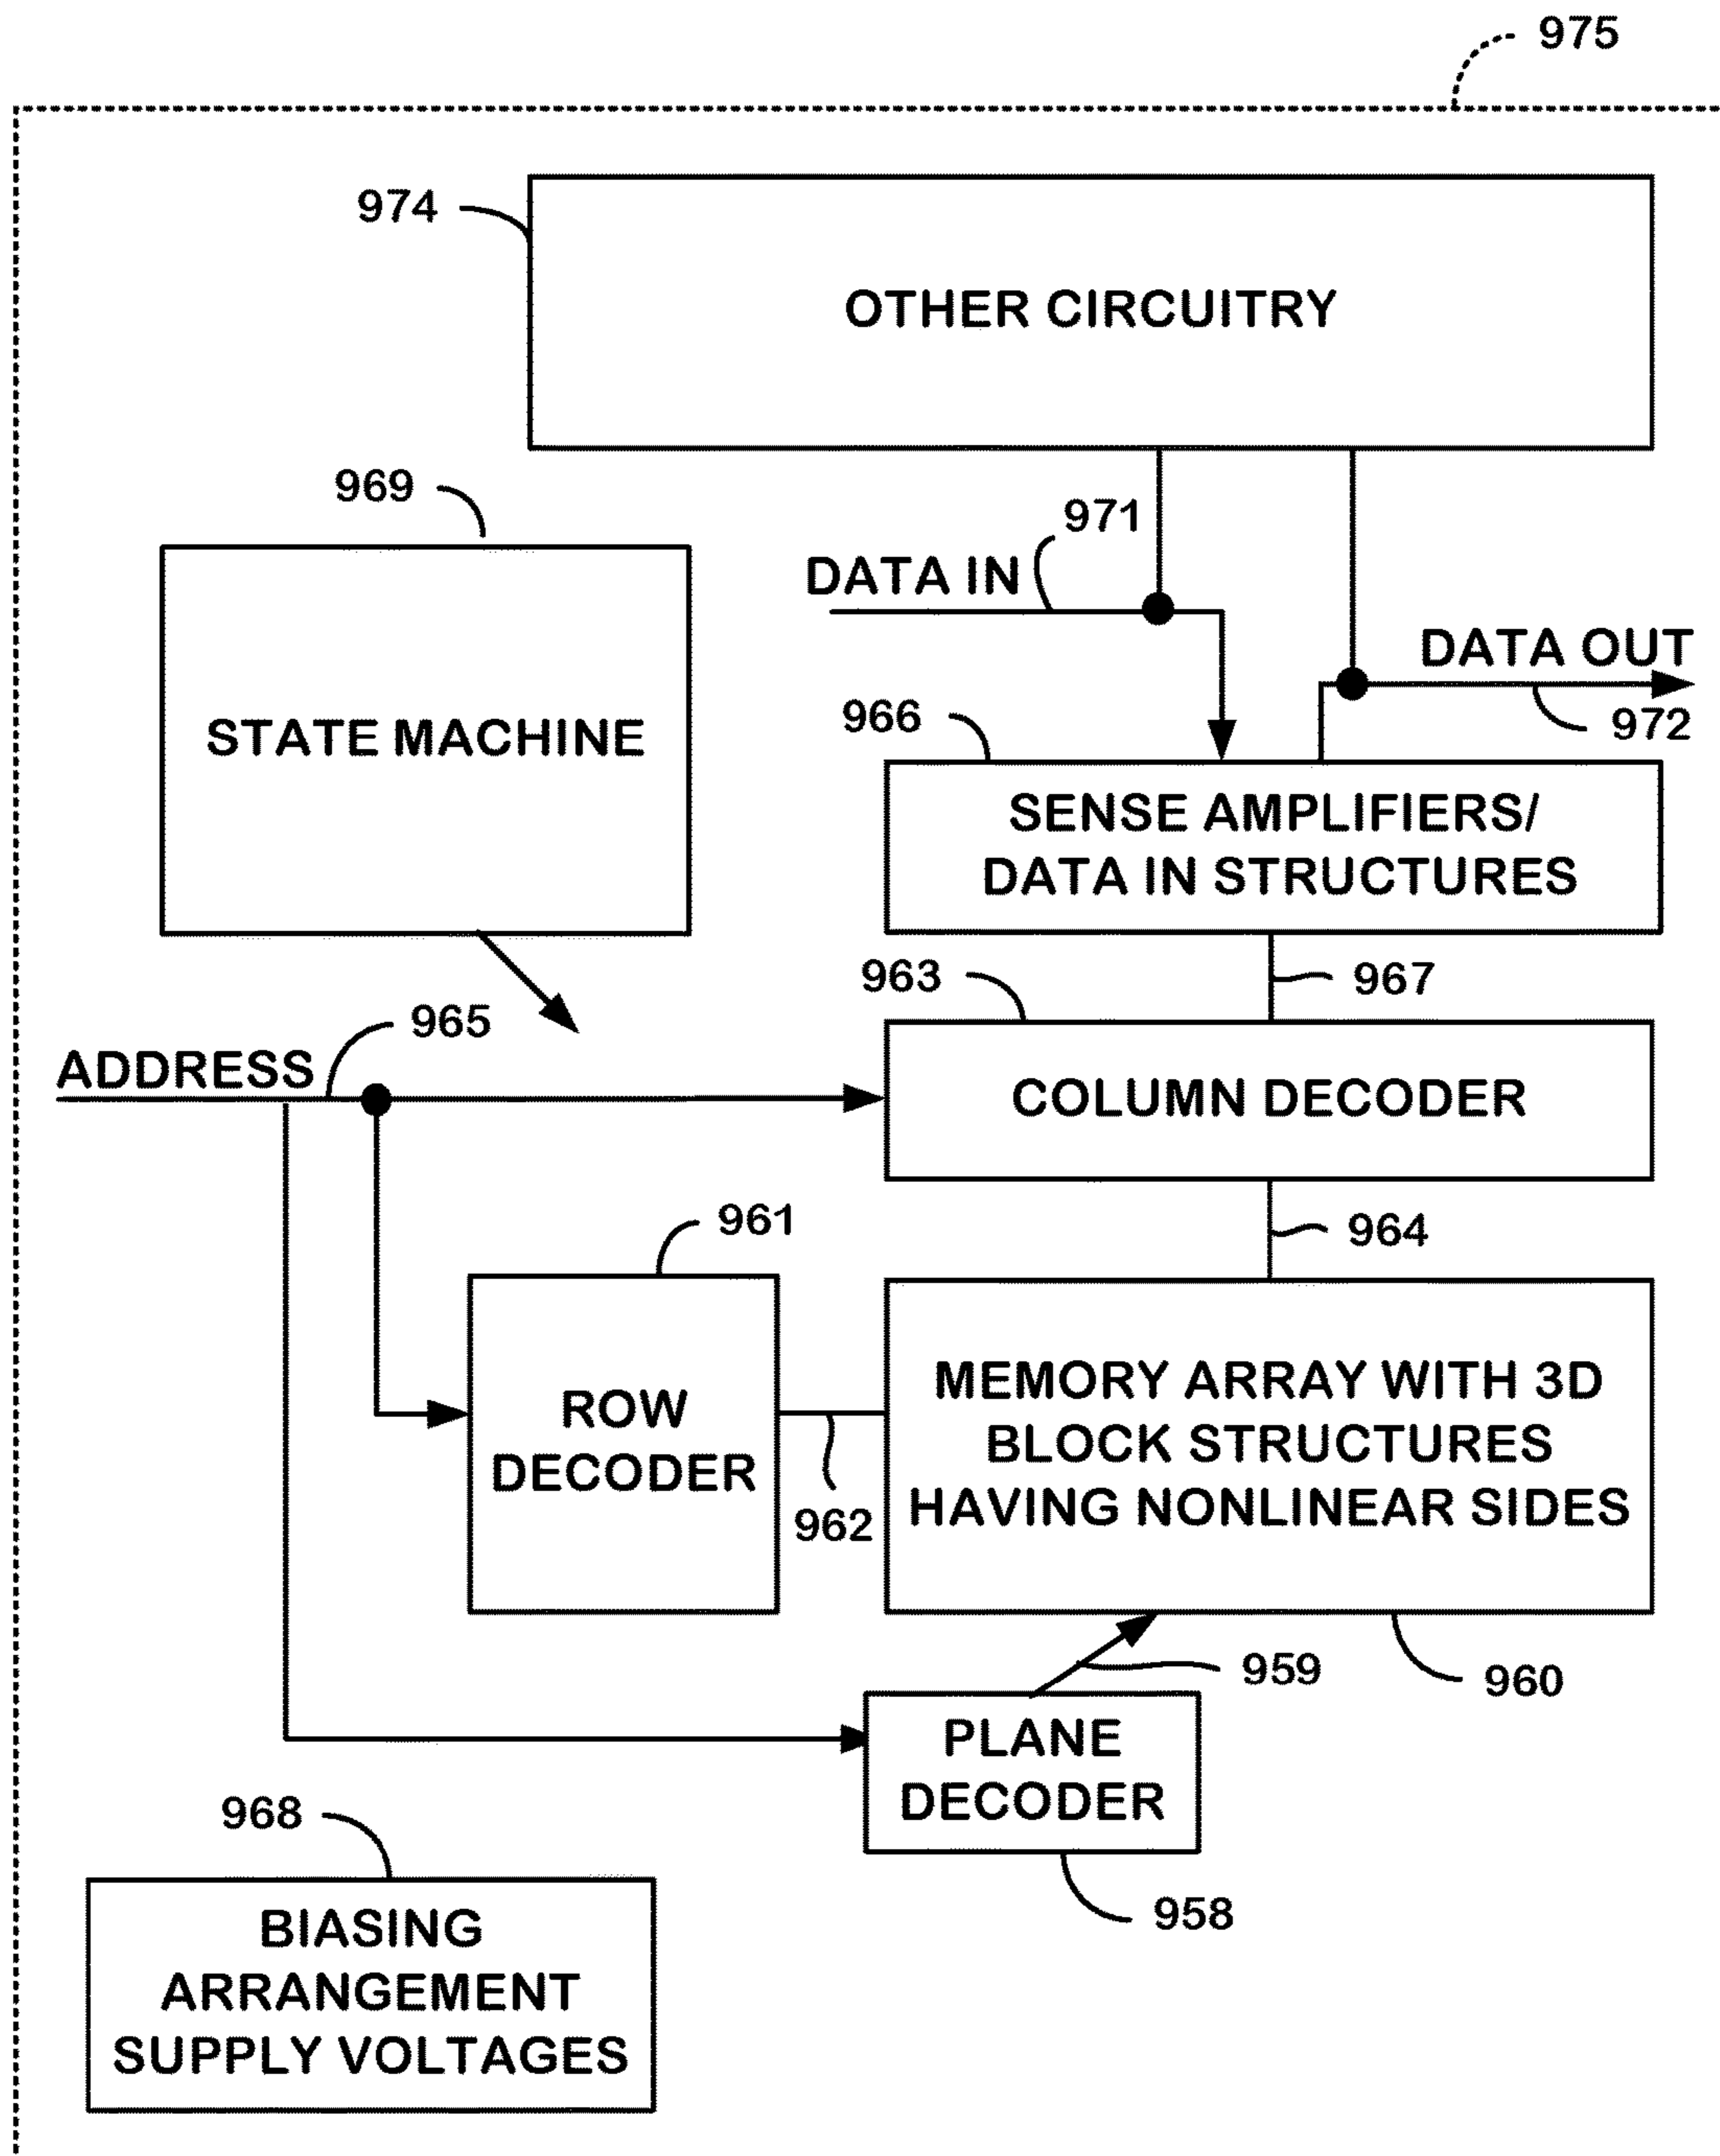 975
974
OTHER CIRCUITRY
969
971
DATA IN
DATA OUT
972
STATE MACHINE
966
SENSE AMPLIFIERS/
DATA IN STRUCTURES
963
967
965
ADDRESS
COLUMN DECODER
961
964
ROW
DECODER
962
MEMORY ARRAY WITH 3D
BLOCK STRUCTURES
HAVING NONLINEAR SIDES
959
960
PLANE
DECODER
958
968
BIASING
ARRANGEMENT
SUPPLY VOLTAGES